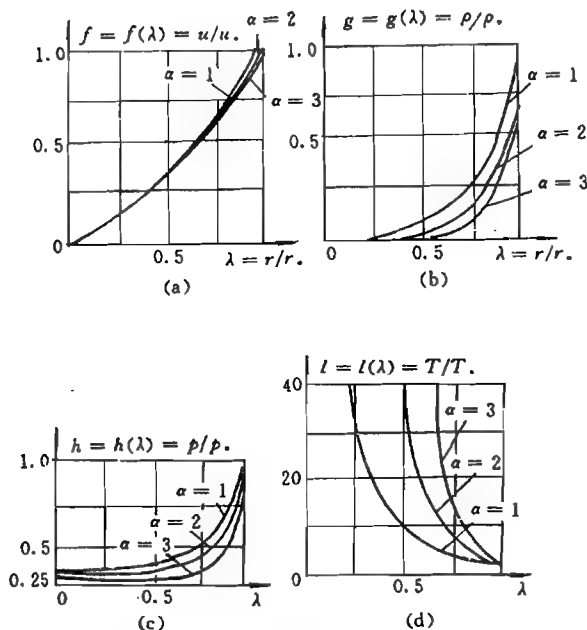 f = f(λ) = u/u.
α = 2
1.0
α = 1
α = 3
0.5
0
0.5
λ = r/r.
(a)
g = g(λ) = ρ/ρ.
1.0
α = 1
0.5
α = 2
α = 3
0.5
λ = r/r.
(b)
h = h(λ) = p/p.
1.0
α = 1
α = 2
0.5
α = 3
0.25
0
0.5
λ
(c)
l = l(λ) = T/T.
40
α = 3
20
α = 2
α = 1
0.5
λ
(d)